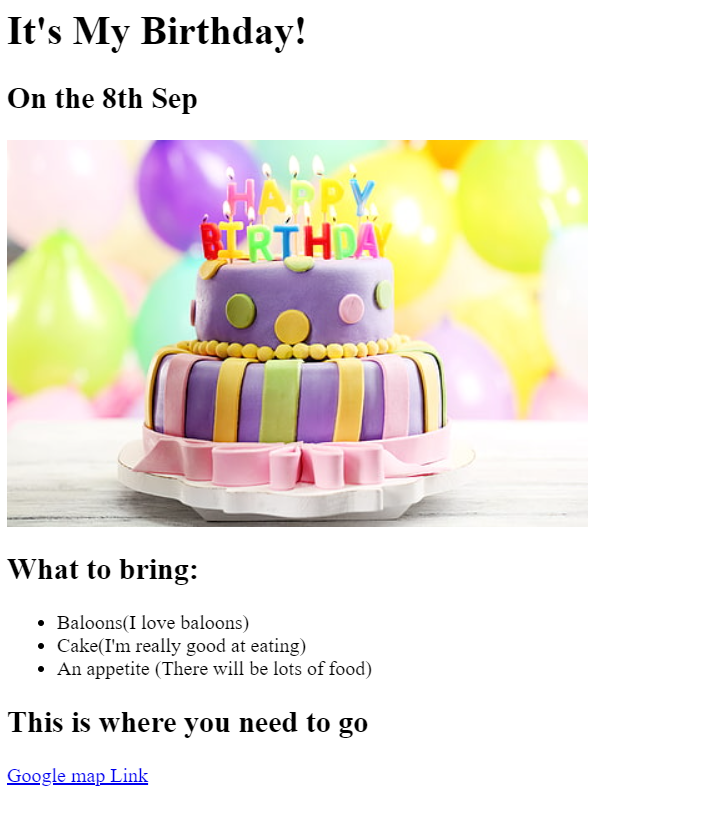 It's My Birthday!
On the 8th Sep
HAPPY
BIRTHDAY
What to bring:
Baloons(I love baloons)
Cake(I'm really good at eating)
An appetite (There will be lots of food)
This is where you need to go
Google map Link